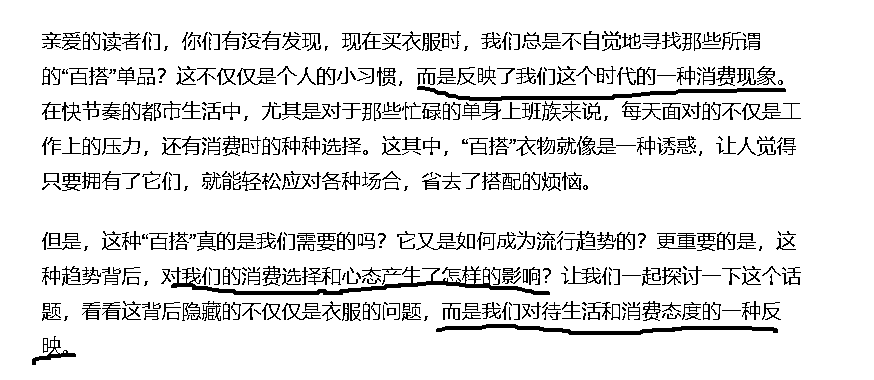 亲爱的读者们，你们有没有发现，现在买衣服时，我们总是不自觉地寻找那些所谓
的“百搭”单品？这不仅仅是个人的小习惯，而是反映了我们这个时代的一种消费现象。
在快节奏的都市生活中，尤其是对于那些忙碌的单身上班族来说，每天面对的不仅是工
作上的压力，还有消费时的种种选择。这其中，“百搭”衣物就像是一种诱惑，让人觉得
只要拥有了它们，就能轻松应对各种场合，省去了搭配的烦恼。
但是，这种“百搭”真的是我们需要的吗？它又是如何成为流行趋势的？更重要的是，这
种趋势背后，对我们的消费选择和心态产生了怎样的影响？让我们一起探讨一下这个话
题，看看这背后隐藏的不仅仅是衣服的问题，而是我们对待生活和消费态度的一种反
映。